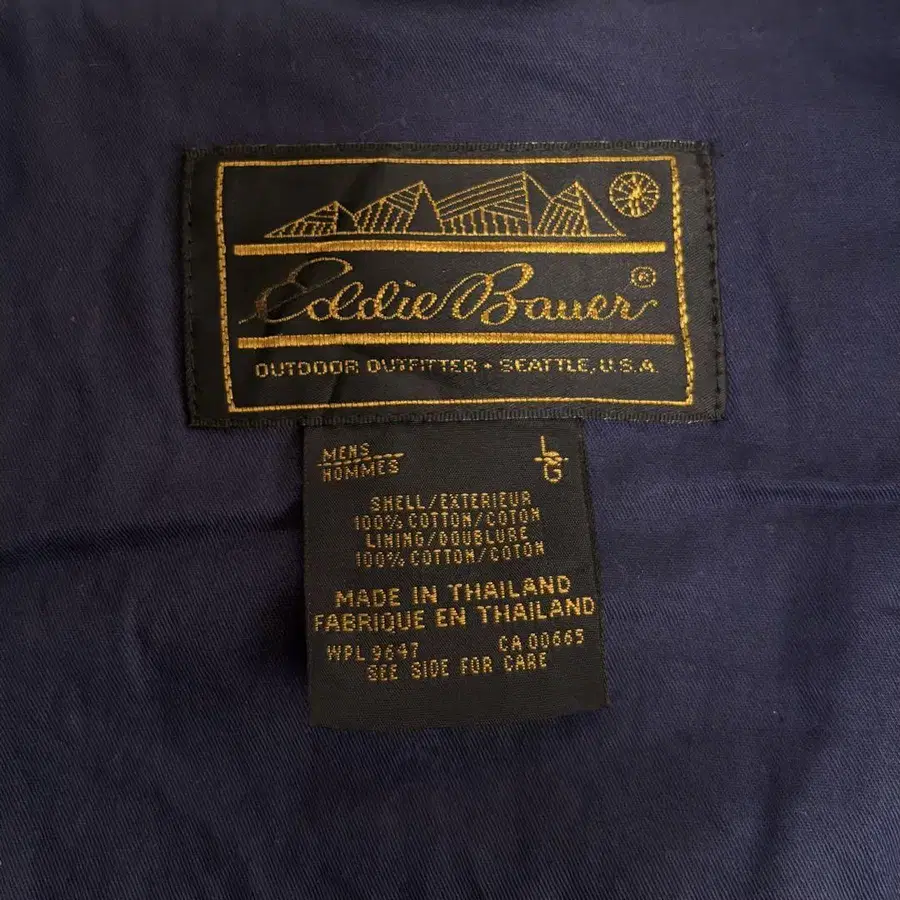 Eddie Bauer®
OUTDOOR OUTFITTER • SEATTLE, U.S.A.
MENS
HOMMES
L
G
SHELL/EXTERIEUR
100% COTTON/COTON
LINING/DOUBLURE
100% COTTON/COTON
MADE IN THAILAND
FABRIQUE EN THAILAND
WPL 9647 CA 00665
SEE SIDE FOR CARE